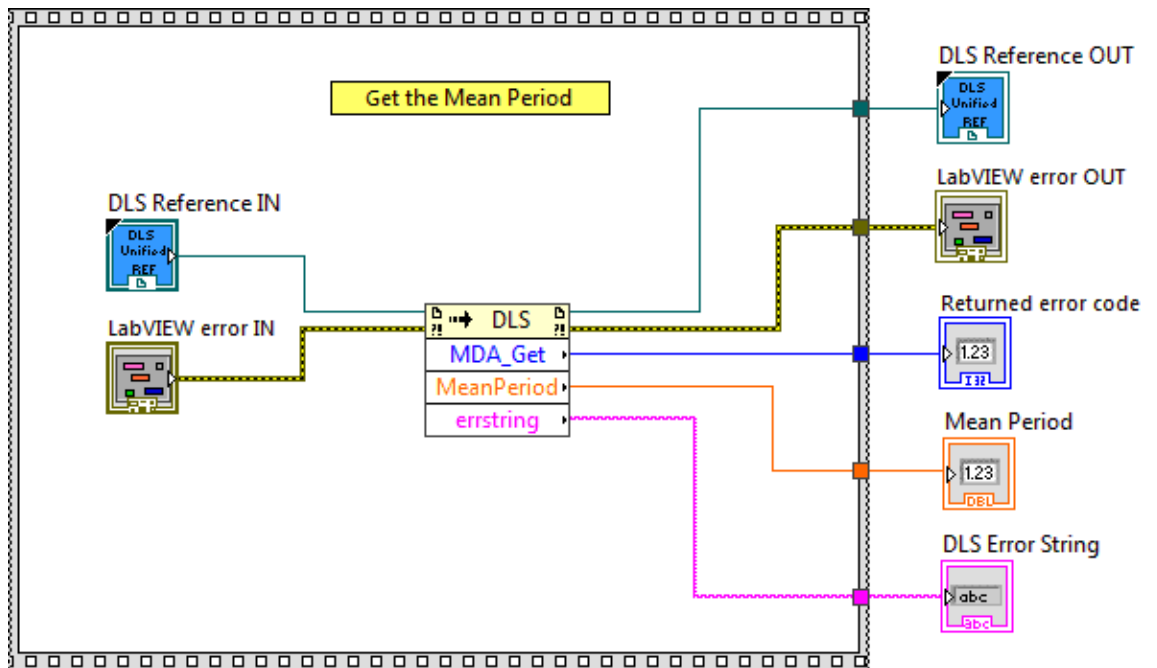 DLS Reference OUT
DLS
Unified
REF
Get the Mean Period
LabVIEW error OUT
DLS Reference IN
DLS
Unified
REF
LabVIEW error IN
?! DLS ?!
MDA_Get
MeanPeriod
errstring
Returned error code
1.23
I32
Mean Period
1.23
DBL
DLS Error String
abc
abc